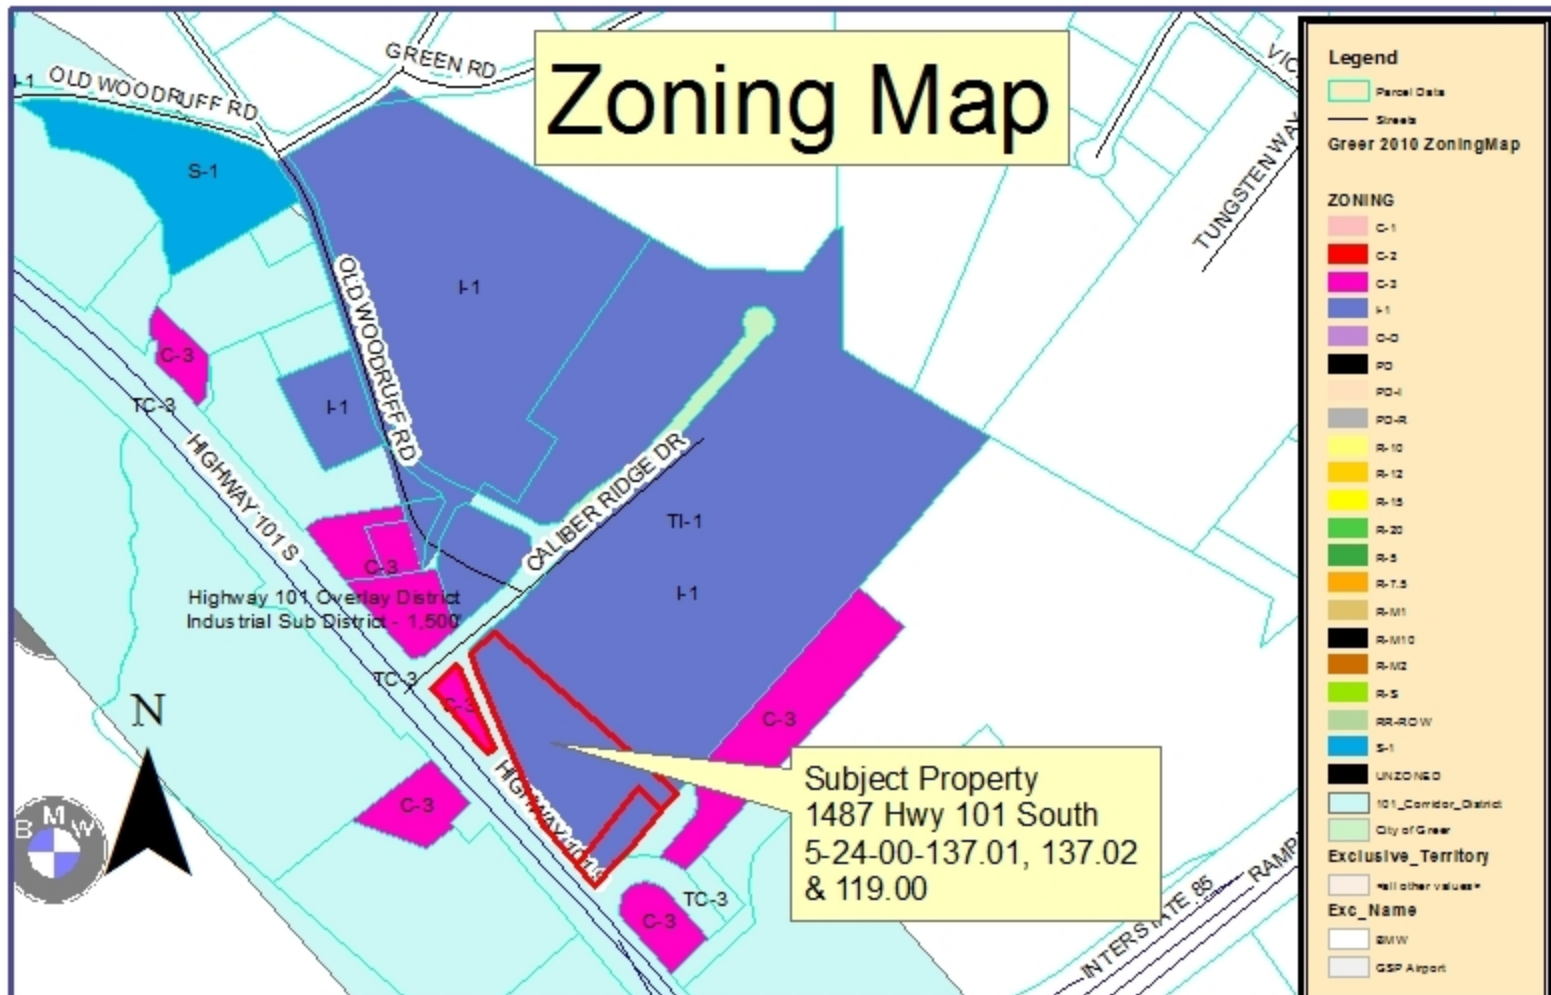 Zoning Map
GREEN RD
OLD WOODRUFF RD
I-1
S-1
I-1
OLD WOODRUFF RD
C-3
TC-3
I-1
HIGHWAY 101 S
CALIBER RIDGE DR
TI-1
I-1
C-3
Highway 101 Overlay District
Industrial Sub District - 1,500'
TC-3
C-3
C-3
N
HIGHWAY 101 S
C-3
BMW
TC-3
C-3
Subject Property
1487 Hwy 101 South
5-24-00-137.01, 137.02
& 119.00
INTERSTATE 85
RAMP
TUNGSTEN WAY
VIC
Legend
Parcel Data
Streets
Greer 2010 ZoningMap
ZONING
C-1
C-2
C-3
I-1
O-D
PD
PD-I
PD-R
R-10
R-12
R-15
R-20
R-5
R-7.5
R-M1
R-M10
R-M2
R-S
RR-ROW
S-1
UNZONED
101_Corridor_District
City of Greer
Exclusive_Territory
<all other values>
Exc_Name
BMW
GSP Airport